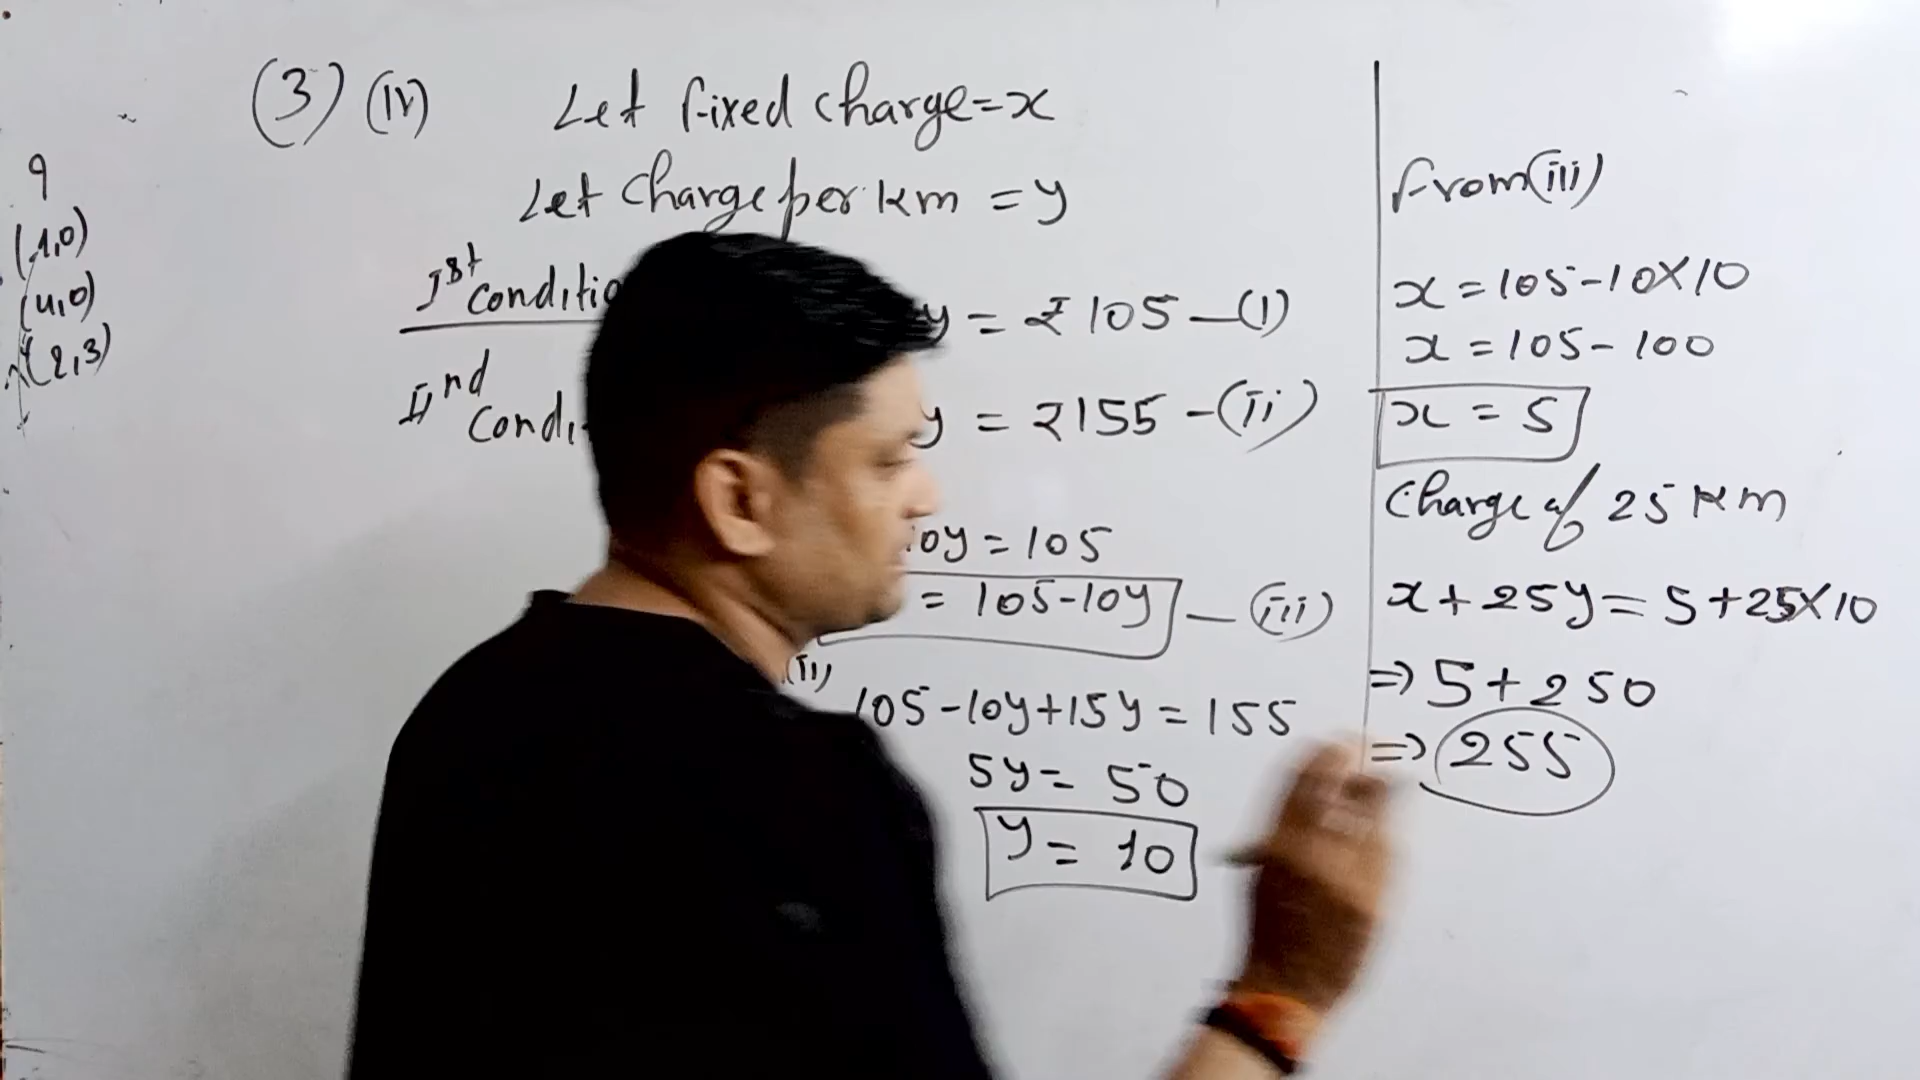 (3) (iv) Let fixed charge = x
Let charge per km = y
Ist conditio
y = ₹105 — (i)
IInd Condi
y = ₹155 - (ii)
10y = 105
= 105-10y — (iii)
(ii)
105-10y+15y = 155
5y = 50
y = 10
from (iii)
x = 105-10×10
x = 105-100
x = 5
Charge of 25 km
x+25y = 5+25×10
⇒ 5+250
⇒ 255
9
(1,0)
(4,0)
(2,3)